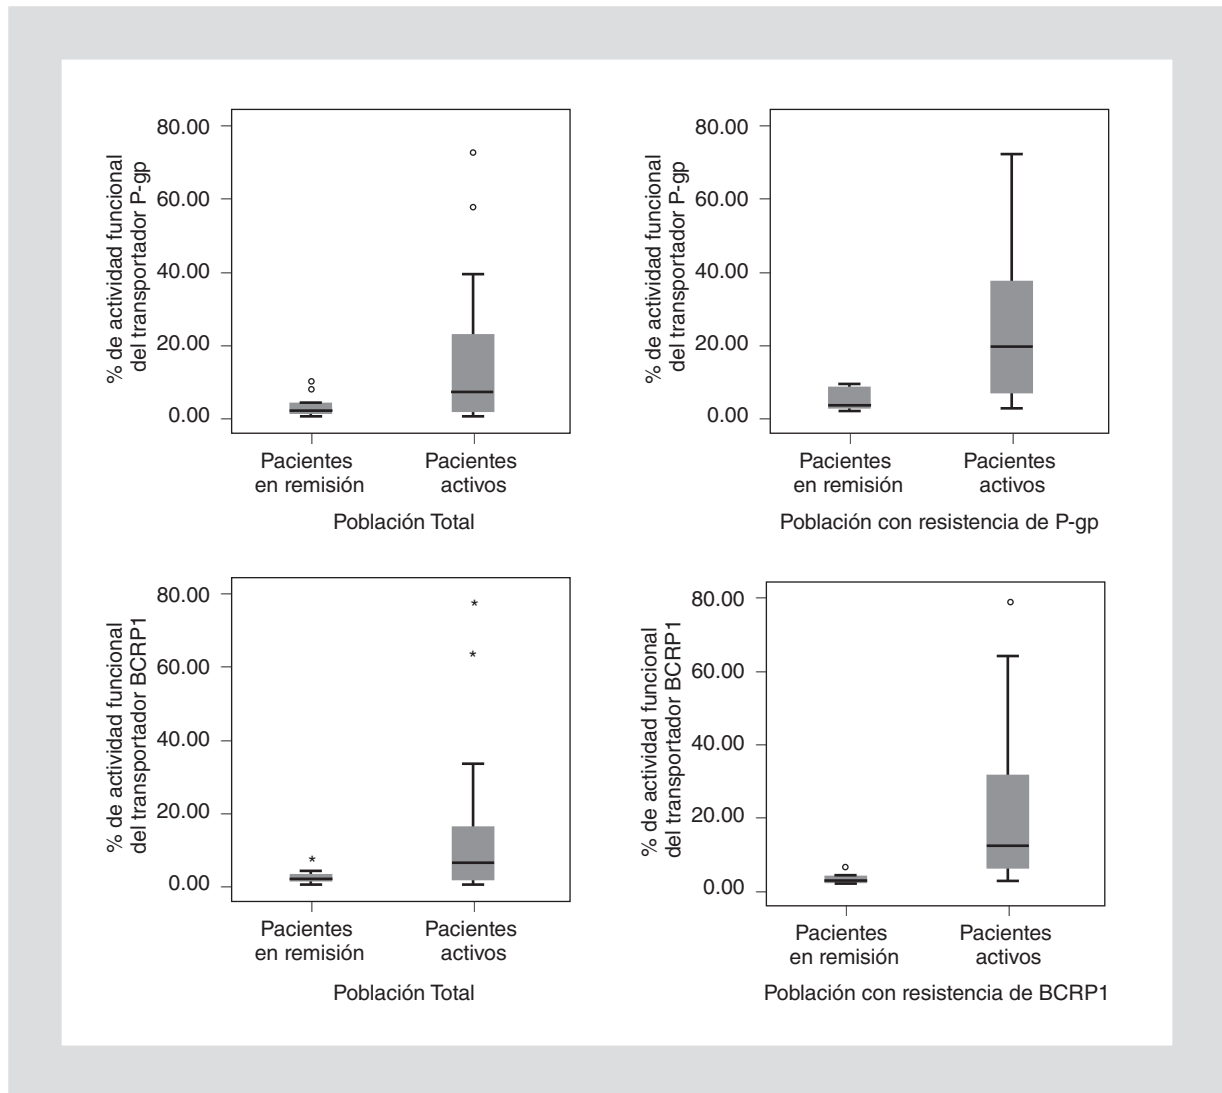 % de actividad funcional
del transportador P-gp
80.00
60.00
40.00
20.00
0.00
Pacientes
en remisión
Pacientes
activos
Población Total
% de actividad funcional
del transportador P-gp
80.00
60.00
40.00
20.00
0.00
Pacientes
en remisión
Pacientes
activos
Población con resistencia de P-gp
% de actividad funcional
del transportador BCRP1
80.00
60.00
40.00
20.00
0.00
Pacientes
en remisión
Pacientes
activos
Población Total
% de actividad funcional
del transportador BCRP1
80.00
60.00
40.00
20.00
0.00
Pacientes
en remisión
Pacientes
activos
Población con resistencia de BCRP1